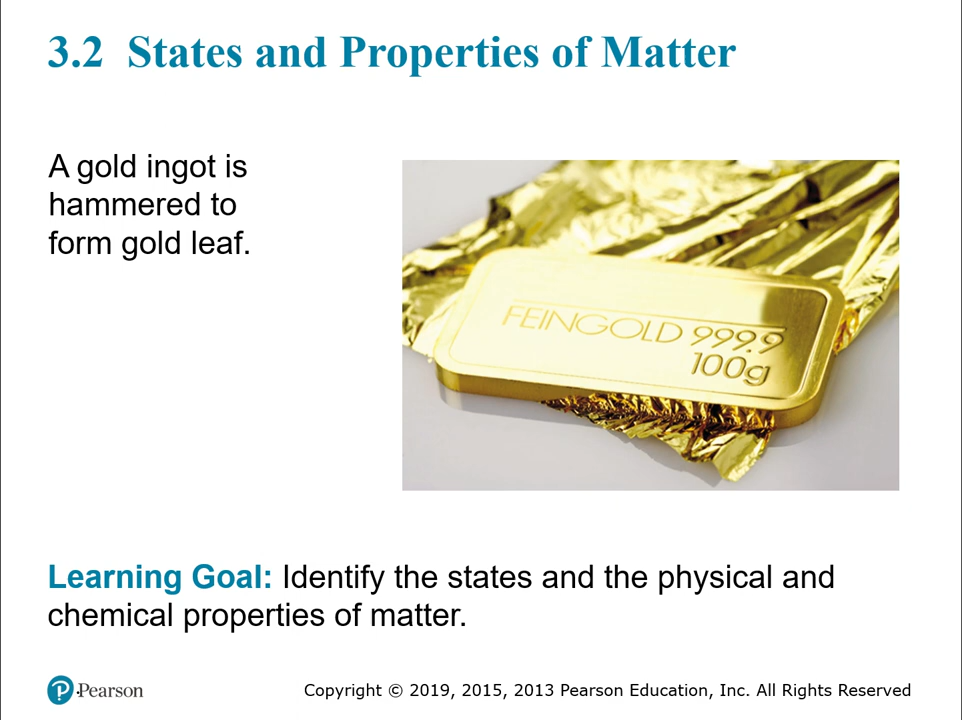 3.2 States and Properties of Matter
A gold ingot is
hammered to
form gold leaf.
FEINGOLD 999.9
100g
Learning Goal: Identify the states and the physical and
chemical properties of matter.
Pearson
Copyright © 2019, 2015, 2013 Pearson Education, Inc. All Rights Reserved